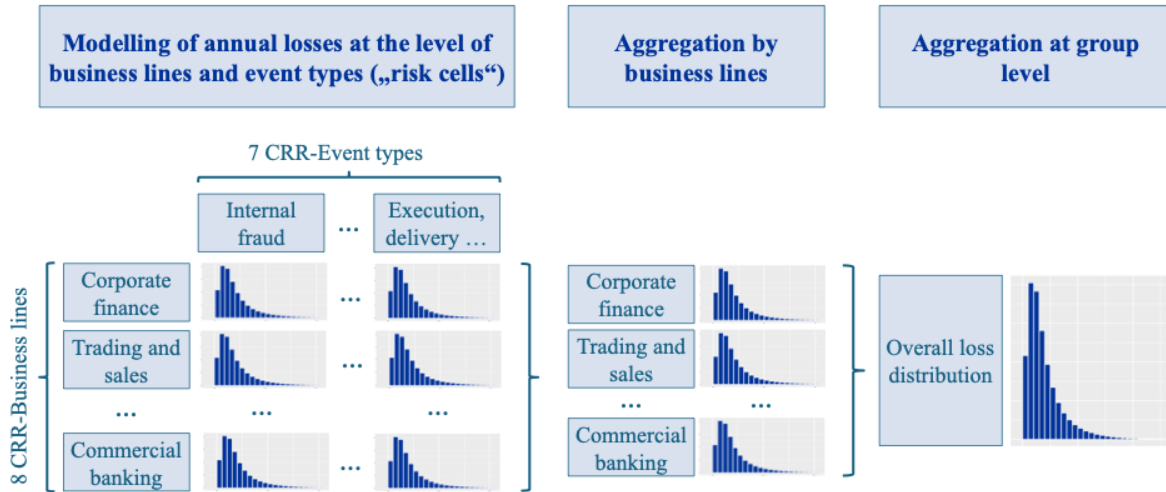 Modelling of annual losses at the level of
business lines and event types („risk cells“)
Aggregation by
business lines
Aggregation at group
level
7 CRR-Event types
Internal
fraud
...
Execution,
delivery ...
8 CRR-Business lines
Corporate
finance
...
Trading and
sales
...
...
...
...
Commercial
banking
...
Corporate
finance
Trading and
sales
...
...
Commercial
banking
Overall loss
distribution